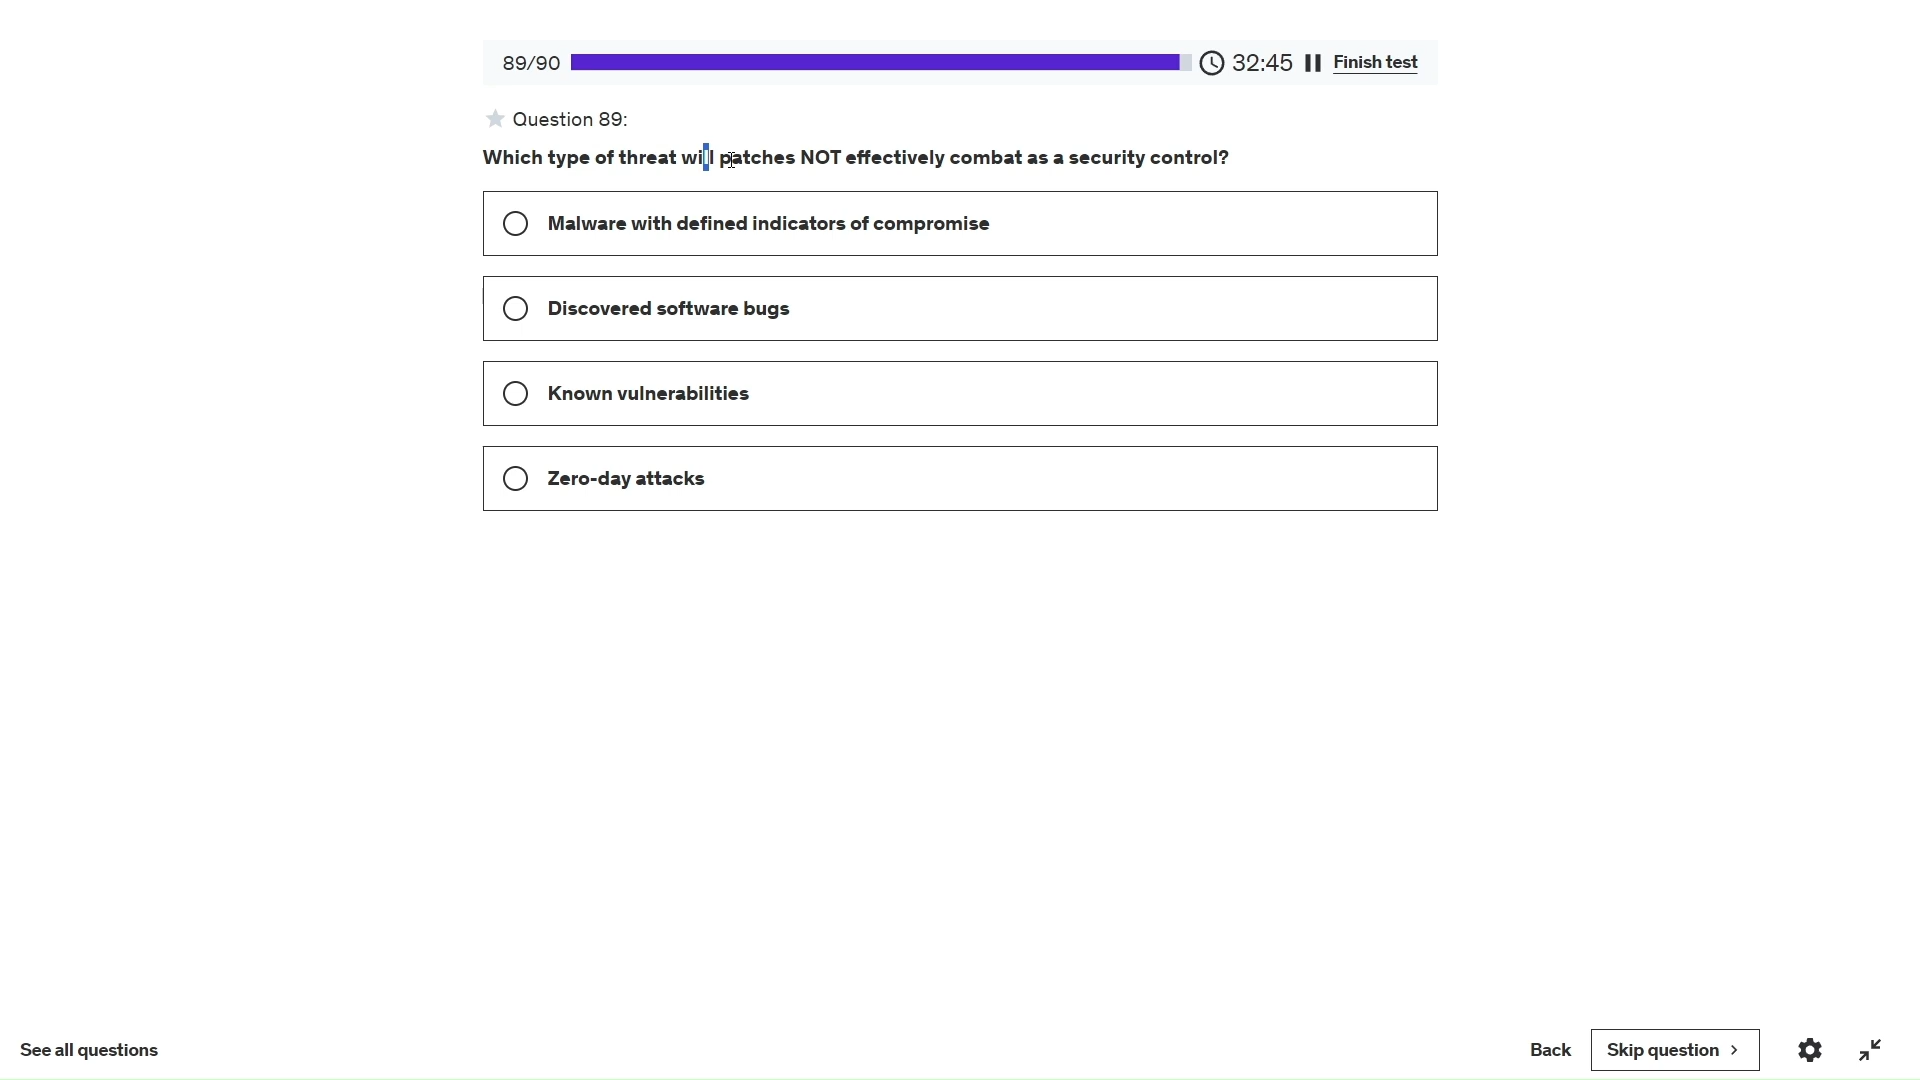 89/90 32:45 Finish test
Question 89:
Which type of threat will patches NOT effectively combat as a security control?
Malware with defined indicators of compromise
Discovered software bugs
Known vulnerabilities
Zero-day attacks
See all questions Back Skip question